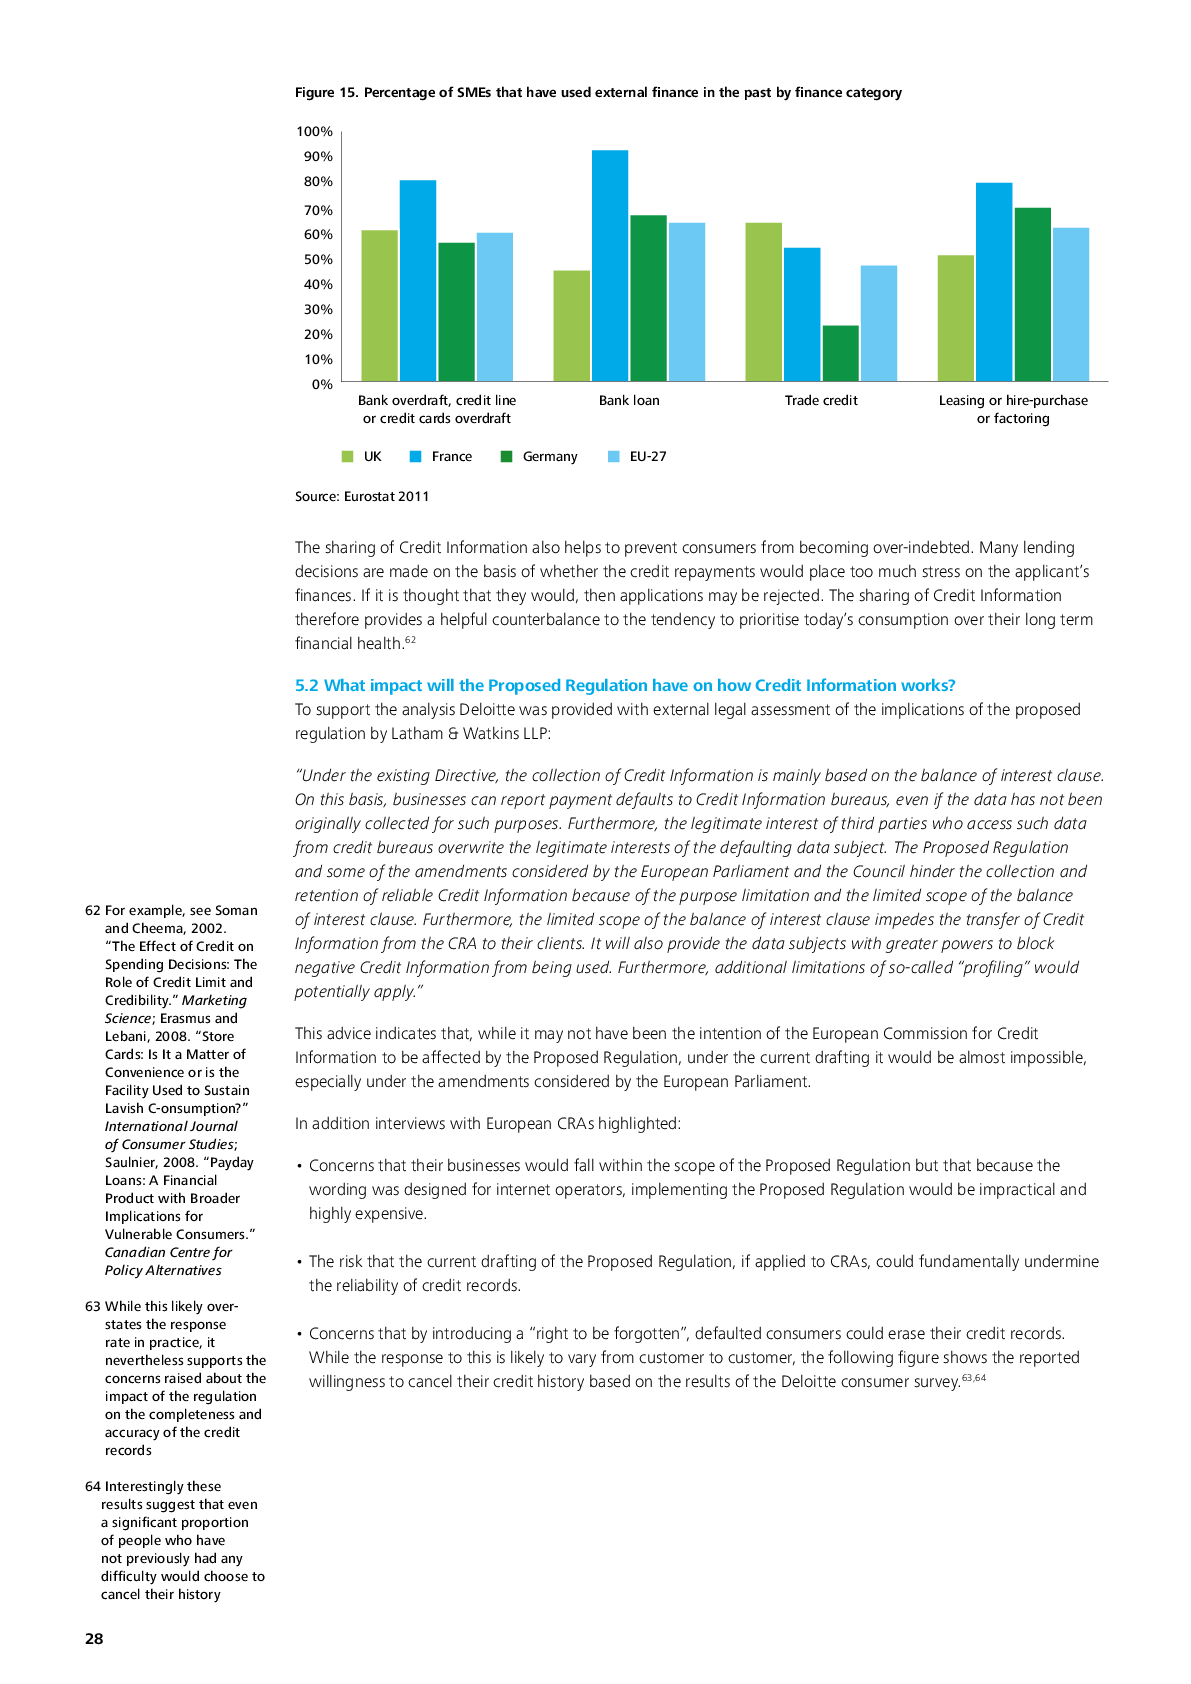 Figure 15. Percentage of SMEs that have used external finance in the past by finance category
100%
90%
80%
70%
60%
50%
40%
30%
20%
10%
0%
Bank overdraft, credit line
or credit cards overdraft
Bank loan
Trade credit
Leasing or hire-purchase
or factoring
UK
France
Germany
EU-27
Source: Eurostat 2011
The sharing of Credit Information also helps to prevent consumers from becoming over-indebted. Many lending
decisions are made on the basis of whether the credit repayments would place too much stress on the applicant’s
finances. If it is thought that they would, then applications may be rejected. The sharing of Credit Information
therefore provides a helpful counterbalance to the tendency to prioritise today’s consumption over their long term
financial health.62
5.2 What impact will the Proposed Regulation have on how Credit Information works?
To support the analysis Deloitte was provided with external legal assessment of the implications of the proposed
regulation by Latham & Watkins LLP:
“Under the existing Directive, the collection of Credit Information is mainly based on the balance of interest clause.
On this basis, businesses can report payment defaults to Credit Information bureaus, even if the data has not been
originally collected for such purposes. Furthermore, the legitimate interest of third parties who access such data
from credit bureaus overwrite the legitimate interests of the defaulting data subject. The Proposed Regulation
and some of the amendments considered by the European Parliament and the Council hinder the collection and
retention of reliable Credit Information because of the purpose limitation and the limited scope of the balance
of interest clause. Furthermore, the limited scope of the balance of interest clause impedes the transfer of Credit
Information from the CRA to their clients. It will also provide the data subjects with greater powers to block
negative Credit Information from being used. Furthermore, additional limitations of so-called “profiling” would
potentially apply.”
This advice indicates that, while it may not have been the intention of the European Commission for Credit
Information to be affected by the Proposed Regulation, under the current drafting it would be almost impossible,
especially under the amendments considered by the European Parliament.
In addition interviews with European CRAs highlighted:
• Concerns that their businesses would fall within the scope of the Proposed Regulation but that because the
wording was designed for internet operators, implementing the Proposed Regulation would be impractical and
highly expensive.
• The risk that the current drafting of the Proposed Regulation, if applied to CRAs, could fundamentally undermine
the reliability of credit records.
• Concerns that by introducing a “right to be forgotten”, defaulted consumers could erase their credit records.
While the response to this is likely to vary from customer to customer, the following figure shows the reported
willingness to cancel their credit history based on the results of the Deloitte consumer survey.63,64
62 For example, see Soman
and Cheema, 2002.
“The Effect of Credit on
Spending Decisions: The
Role of Credit Limit and
Credibility.” Marketing
Science; Erasmus and
Lebani, 2008. “Store
Cards: Is It a Matter of
Convenience or is the
Facility Used to Sustain
Lavish C-onsumption?”
International Journal
of Consumer Studies;
Saulnier, 2008. “Payday
Loans: A Financial
Product with Broader
Implications for
Vulnerable Consumers.”
Canadian Centre for
Policy Alternatives
63 While this likely over-
states the response
rate in practice, it
nevertheless supports the
concerns raised about the
impact of the regulation
on the completeness and
accuracy of the credit
records
64 Interestingly these
results suggest that even
a significant proportion
of people who have
not previously had any
difficulty would choose to
cancel their history
28